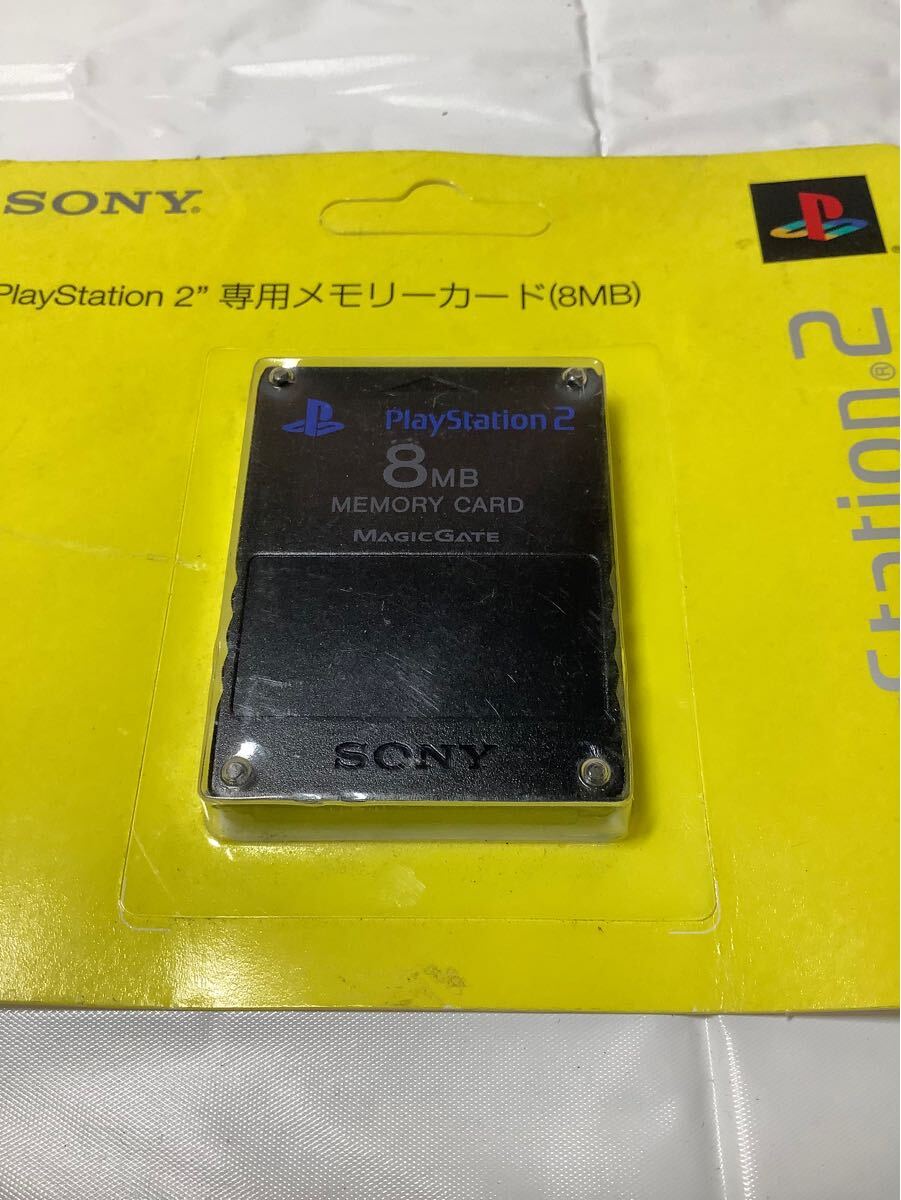 SONY®
PlayStation 2” 専用メモリーカード(8MB)
PlayStation 2
8MB
MEMORY CARD
MAGICGATE
SONY
Station®2